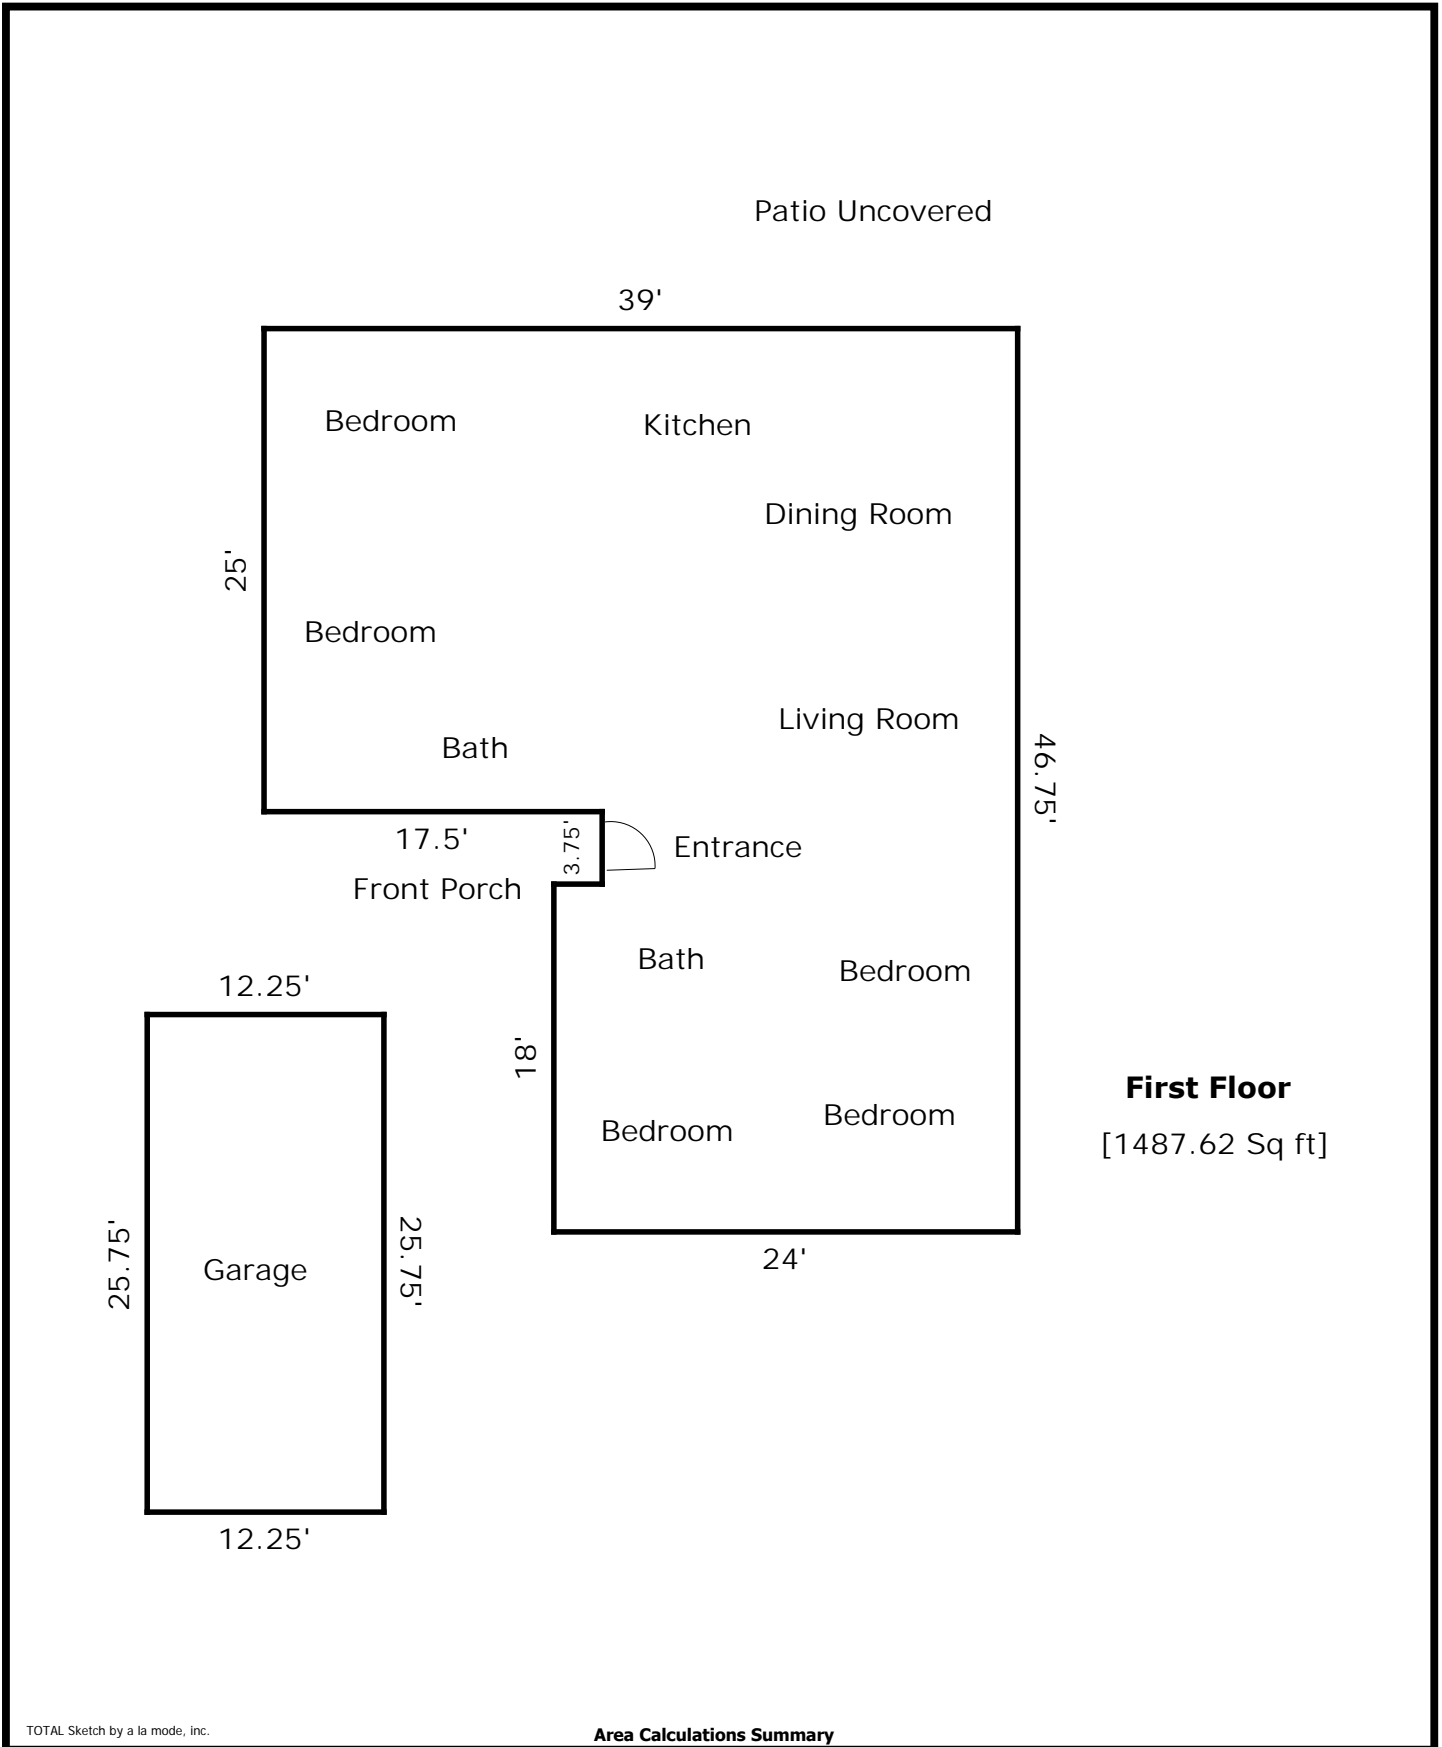 Patio Uncovered
39'
Bedroom
Kitchen
Dining Room
25'
Bedroom
Living Room
Bath
46.75'
17.5'
3.75'
Entrance
Front Porch
Bath
Bedroom
12.25'
18'
First Floor
Bedroom
Bedroom
[1487.62 Sq ft]
25.75'
Garage
25.75'
24'
12.25'
TOTAL Sketch by a la mode, inc.
Area Calculations Summary